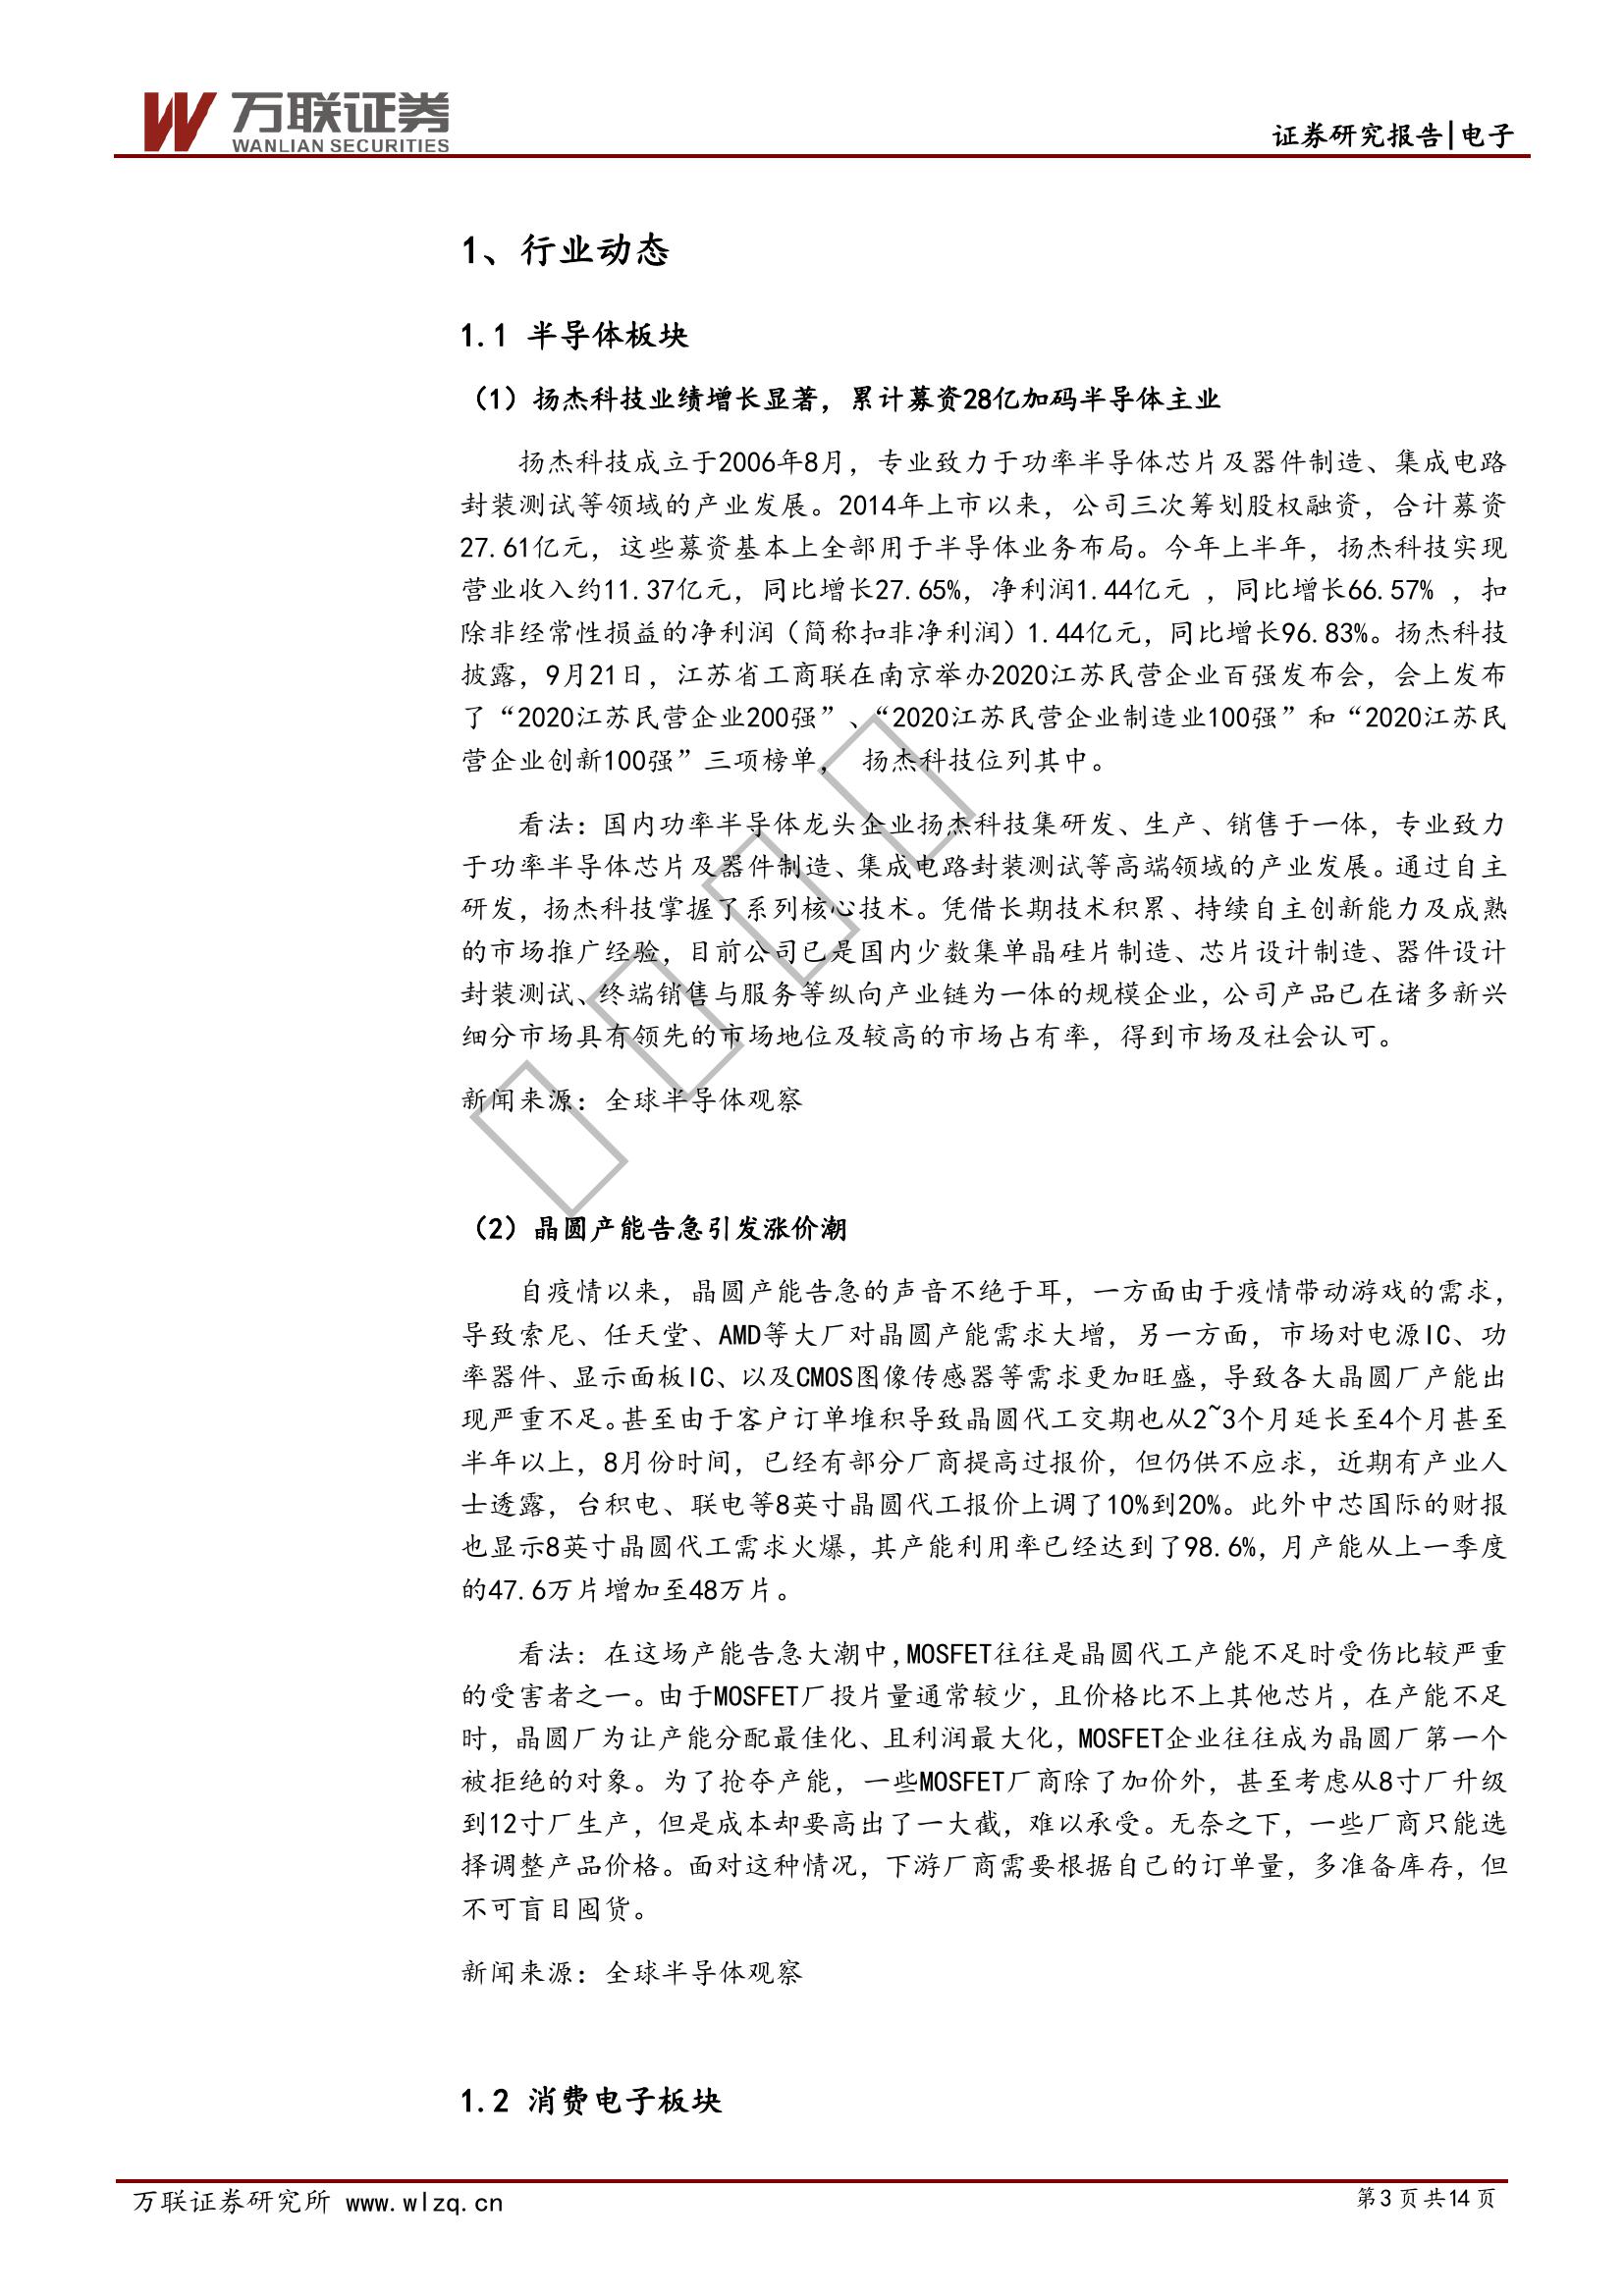 万联证券
WANLIAN SECURITIES
证券研究报告|电子
1、行业动态
1.1 半导体板块
（1）扬杰科技业绩增长显著，累计募资28亿加码半导体主业
扬杰科技成立于2006年8月，专业致力于功率半导体芯片及器件制造、集成电路
封装测试等领域的产业发展。2014年上市以来，公司三次筹划股权融资，合计募资
27.61亿元，这些募资基本上全部用于半导体业务布局。今年上半年，扬杰科技实现
营业收入约11.37亿元，同比增长27.65%，净利润1.44亿元 ，同比增长66.57% ，扣
除非经常性损益的净利润（简称扣非净利润）1.44亿元，同比增长96.83%。扬杰科技
披露，9月21日，江苏省工商联在南京举办2020江苏民营企业百强发布会，会上发布
了“2020江苏民营企业200强”、“2020江苏民营企业制造业100强”和“2020江苏民
营企业创新100强”三项榜单， 扬杰科技位列其中。
看法：国内功率半导体龙头企业扬杰科技集研发、生产、销售于一体，专业致力
于功率半导体芯片及器件制造、集成电路封装测试等高端领域的产业发展。通过自主
研发，扬杰科技掌握了系列核心技术。凭借长期技术积累、持续自主创新能力及成熟
的市场推广经验，目前公司已是国内少数集单晶硅片制造、芯片设计制造、器件设计
封装测试、终端销售与服务等纵向产业链为一体的规模企业，公司产品已在诸多新兴
细分市场具有领先的市场地位及较高的市场占有率，得到市场及社会认可。
新闻来源：全球半导体观察
（2）晶圆产能告急引发涨价潮
自疫情以来，晶圆产能告急的声音不绝于耳，一方面由于疫情带动游戏的需求，
导致索尼、任天堂、AMD等大厂对晶圆产能需求大增，另一方面，市场对电源IC、功
率器件、显示面板IC、以及CMOS图像传感器等需求更加旺盛，导致各大晶圆厂产能出
现严重不足。甚至由于客户订单堆积导致晶圆代工交期也从2~3个月延长至4个月甚至
半年以上，8月份时间，已经有部分厂商提高过报价，但仍供不应求，近期有产业人
士透露，台积电、联电等8英寸晶圆代工报价上调了10%到20%。此外中芯国际的财报
也显示8英寸晶圆代工需求火爆，其产能利用率已经达到了98.6%，月产能从上一季度
的47.6万片增加至48万片。
看法：在这场产能告急大潮中，MOSFET往往是晶圆代工产能不足时受伤比较严重
的受害者之一。由于MOSFET厂投片量通常较少，且价格比不上其他芯片，在产能不足
时，晶圆厂为让产能分配最佳化、且利润最大化，MOSFET企业往往成为晶圆厂第一个
被拒绝的对象。为了抢夺产能，一些MOSFET厂商除了加价外，甚至考虑从8寸厂升级
到12寸厂生产，但是成本却要高出了一大截，难以承受。无奈之下，一些厂商只能选
择调整产品价格。面对这种情况，下游厂商需要根据自己的订单量，多准备库存，但
不可盲目囤货。
新闻来源：全球半导体观察
1.2 消费电子板块
万联证券研究所 www.wlzq.cn
第3页共14页